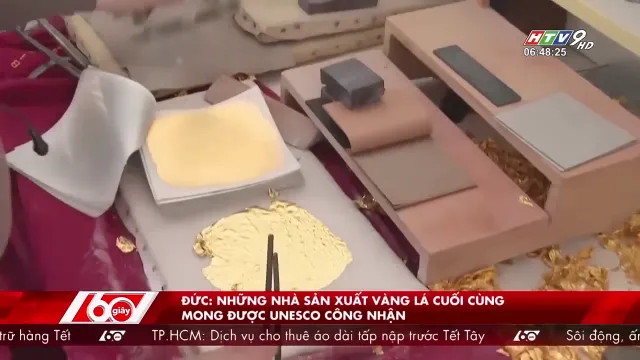 HTV9 HD
06:48:25
60 giây
ĐỨC: NHỮNG NHÀ SẢN XUẤT VÀNG LÁ CUỐI CÙNG
MONG ĐƯỢC UNESCO CÔNG NHẬN
trữ hàng Tết TP.HCM: Dịch vụ cho thuê áo dài tấp nập trước Tết Tây Sôi động, ấ